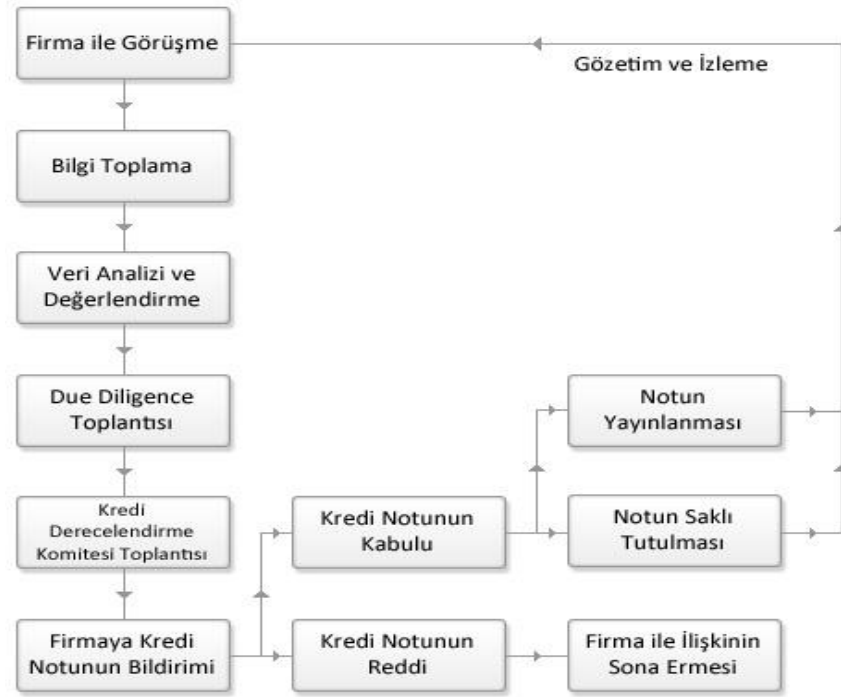 Firma ile Görüşme
Gözetim ve İzleme
Bilgi Toplama
Veri Analizi ve
Değerlendirme
Due Diligence
Toplantısı
Notun
Yayınlanması
Kredi
Derecelendirme
Komitesi Toplantısı
Kredi Notunun
Kabulu
Notun Saklı
Tutulması
Firmaya Kredi
Notunun Bildirimi
Kredi Notunun
Reddi
Firma ile İlişkinin
Sona Ermesi